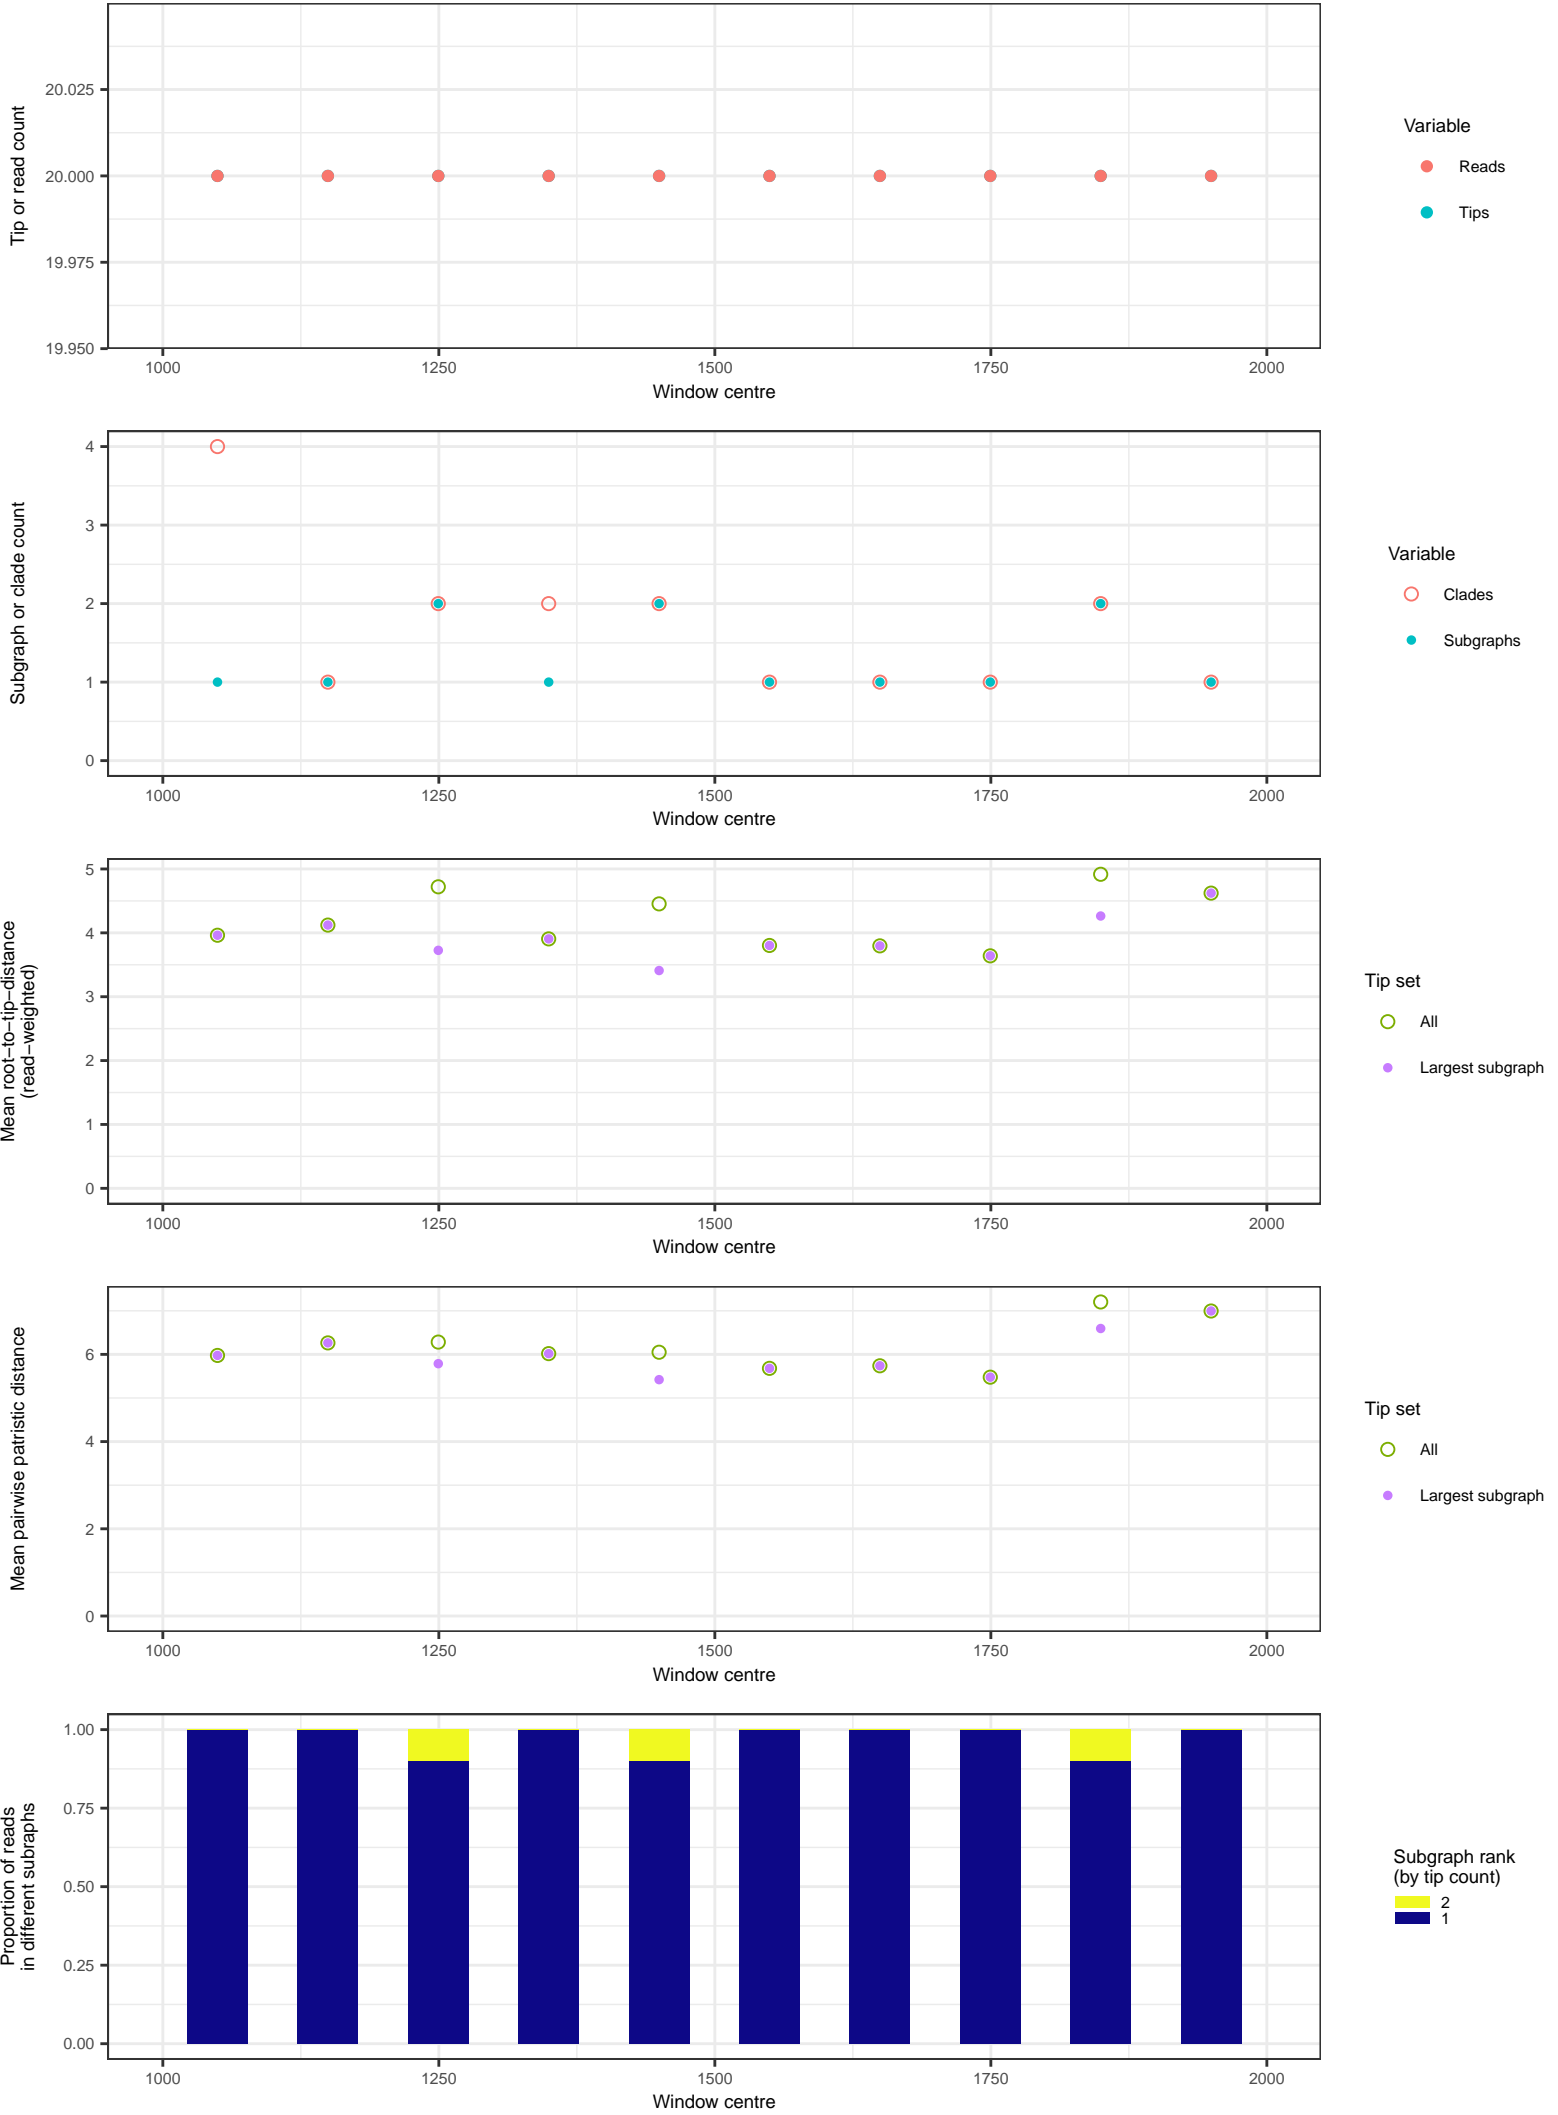 Tip or read count
20.025
20.000
19.975
19.950
1000
1250
1500
1750
2000
Window centre
Variable
Reads
Tips
Subgraph or clade count
4
3
2
1
0
1000
1250
1500
1750
2000
Window centre
Variable
Clades
Subgraphs
Mean root−to−tip−distance
(read−weighted)
5
4
3
2
1
0
1000
1250
1500
1750
2000
Window centre
Tip set
All
Largest subgraph
Mean pairwise patristic distance
6
4
2
0
1000
1250
1500
1750
2000
Window centre
Tip set
All
Largest subgraph
Proportion of reads
in different subraphs
1.00
0.75
0.50
0.25
0.00
1000
1250
1500
1750
2000
Window centre
Subgraph rank
(by tip count)
2
1